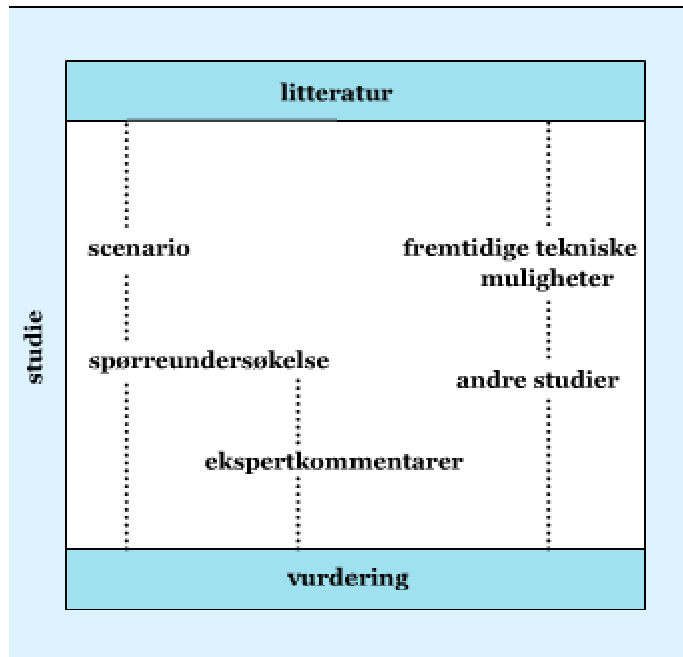 litteratur
scenario
fremtidige tekniske
muligheter
studie
spørreundersøkelse
andre studier
ekspertkommentarer
vurdering